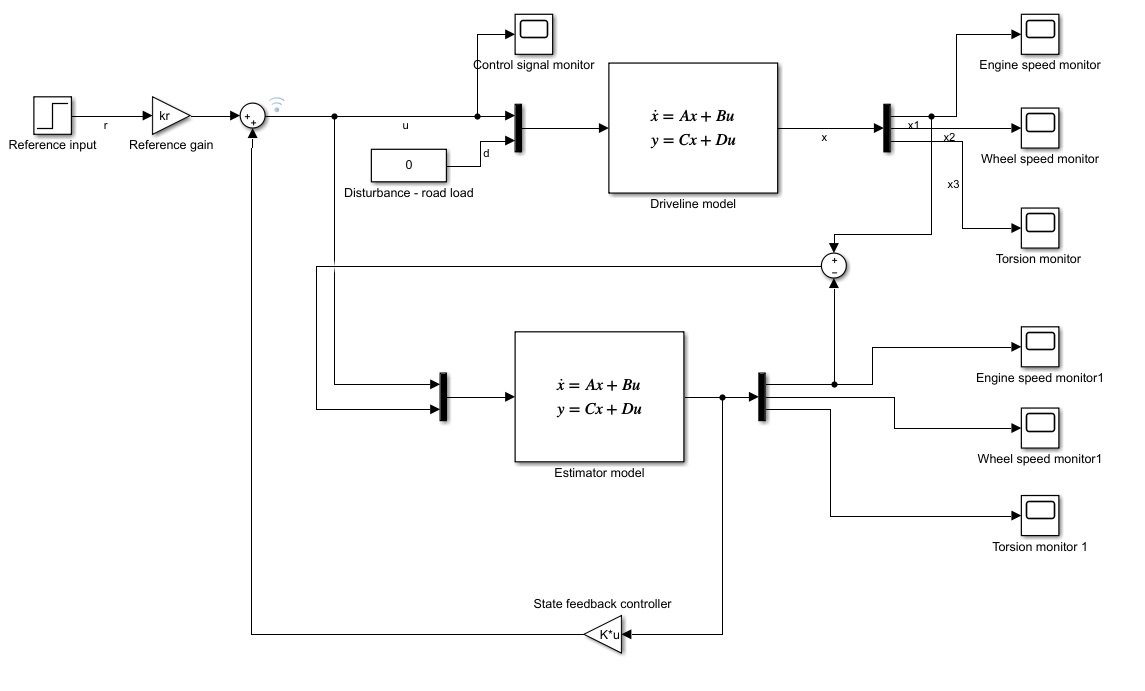 Control signal monitor
Engine speed monitor
kr
r
Reference input
Reference gain
+
+
u
d
0
Disturbance - road load
ẋ = Ax + Bu
y = Cx + Du
Driveline model
x
x1
x2
x3
Wheel speed monitor
Torsion monitor
+
−
ẋ = Ax + Bu
y = Cx + Du
Estimator model
Engine speed monitor1
Wheel speed monitor1
Torsion monitor 1
State feedback controller
K*u